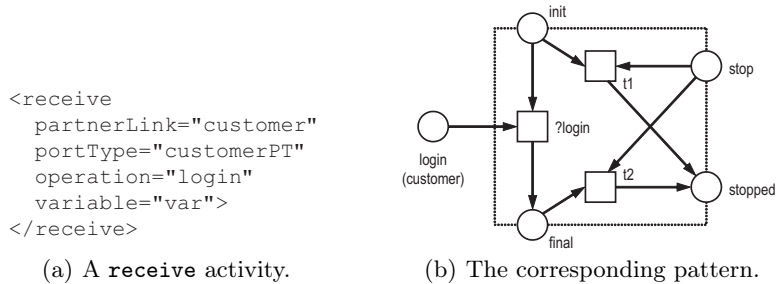 <receive
partnerLink="customer"
portType="customerPT"
operation="login"
variable="var">
</receive>
(a) A receive activity.
init
stop
t1
?login
login
(customer)
t2
stopped
final
(b) The corresponding pattern.